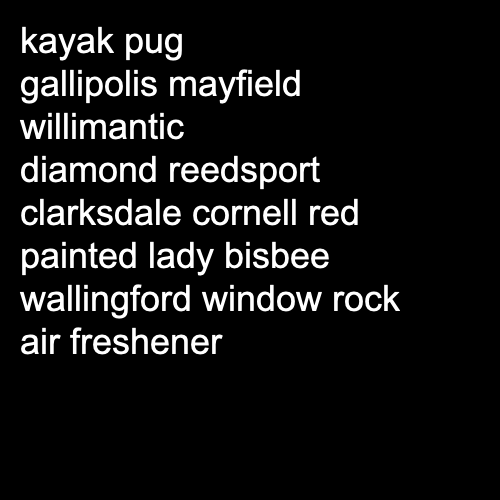 kayak pug
gallipolis mayfield
willimantic
diamond reedsport
clarksdale cornell red
painted lady bisbee
wallingford window rock
air freshener